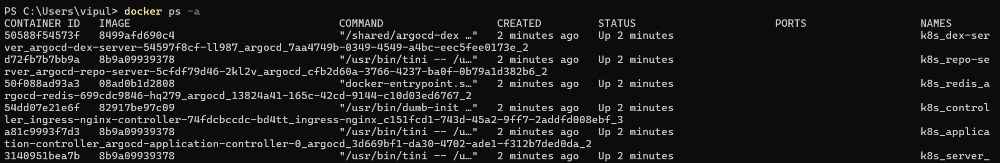 PS C:\Users\vipul> docker ps -a
CONTAINER ID   IMAGE                                 COMMAND                  CREATED         STATUS                      PORTS                  NAMES
50588f54573f   8499afd690c4                          "/shared/argocd-dex …"   2 minutes ago   Up 2 minutes                                       k8s_dex-ser
ver_argocd-dex-server-54597f8cf-ll987_argocd_7aa4749b-0349-4549-a4bc-eec5fee0173e_2
d72fb7b7bb9a   8b9a09939378                          "/usr/bin/tini -- /u…"   2 minutes ago   Up 2 minutes                                       k8s_repo-se
rver_argocd-repo-server-5cfdf79d46-2kl2v_argocd_cfb2d60a-3766-4237-ba0f-0b79a1d382b6_2
50f088ad93a3   08ad0b1d2808                          "docker-entrypoint.s…"   2 minutes ago   Up 2 minutes                                       k8s_redis_a
rgocd-redis-699cdc9846-hq279_argocd_13824a41-165c-42cd-9144-c10d03ed6767_2
54dd07e21e6f   82917be97c09                          "/usr/bin/dumb-init …"   2 minutes ago   Up 2 minutes                                       k8s_control
ler_ingress-nginx-controller-74fdcbccdc-bd4tt_ingress-nginx_c151fcd1-743d-45a2-9ff7-2addfd008ebf_3
a81c9993f7d3   8b9a09939378                          "/usr/bin/tini -- /u…"   2 minutes ago   Up 2 minutes                                       k8s_applica
tion-controller_argocd-application-controller-0_argocd_3d669bf1-da30-4702-ade1-f312b7ded0da_2
3140951bea7b   8b9a09939378                          "/usr/bin/tini -- /u…"   2 minutes ago   Up 2 minutes                                       k8s_server_